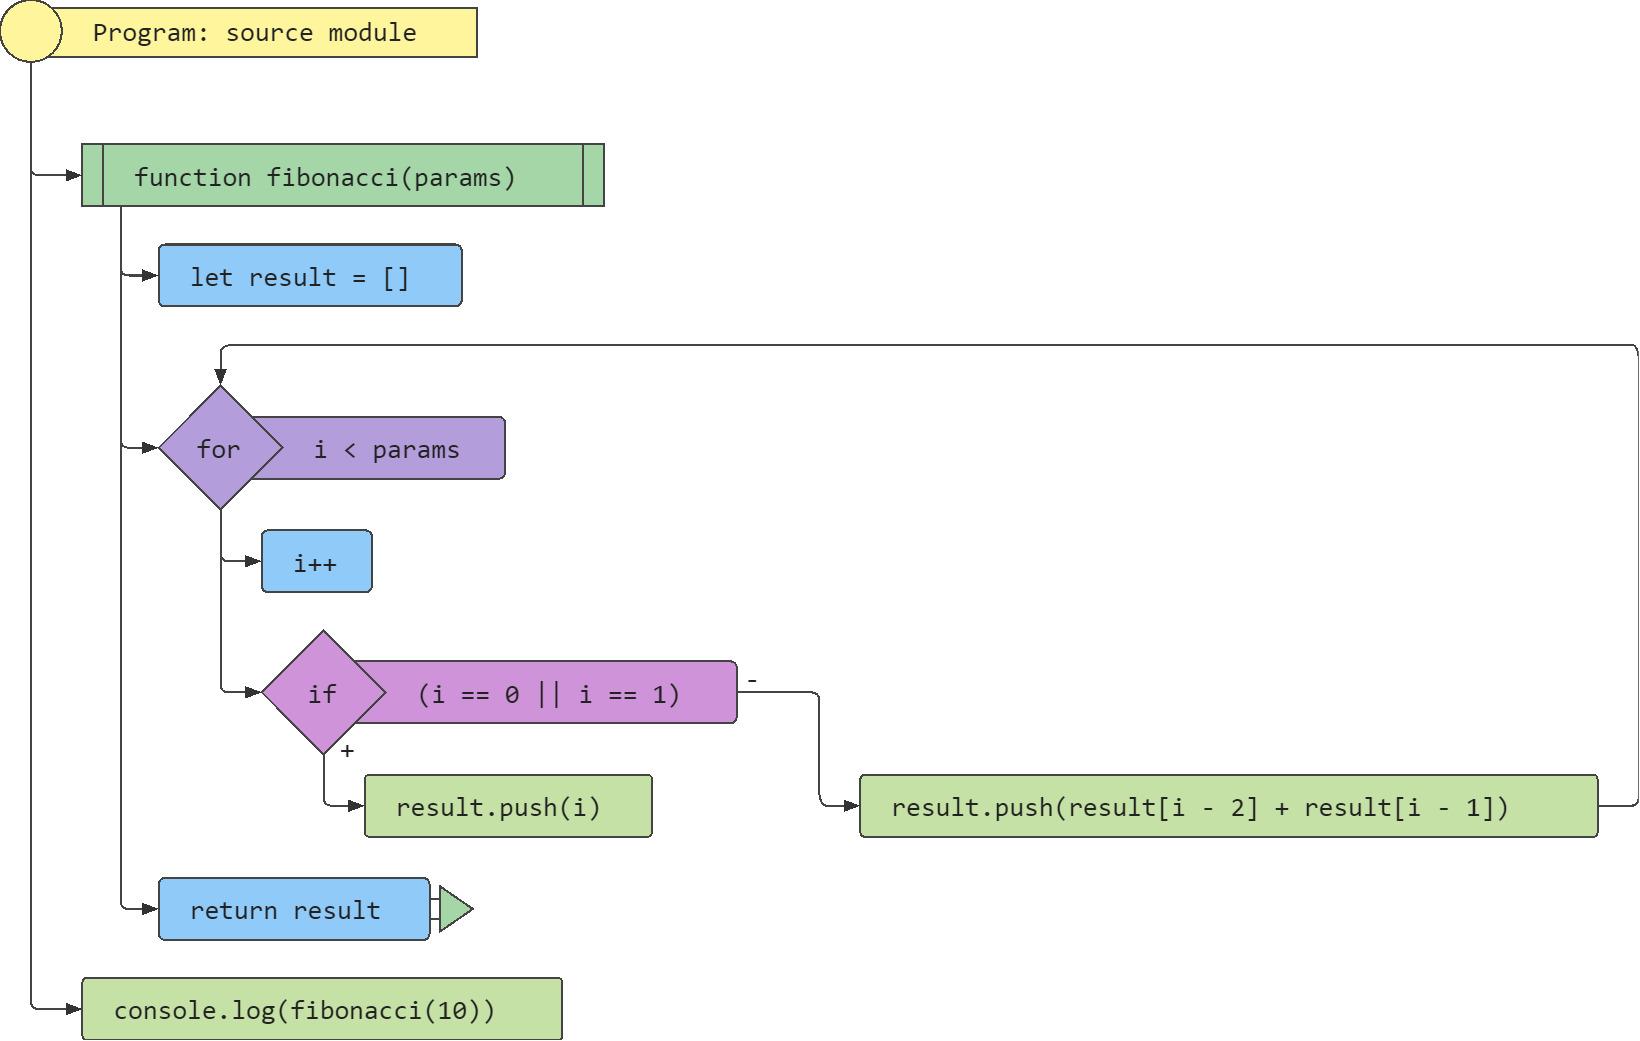 Program: source module
function fibonacci(params)
let result = []
for i < params
i++
if (i == 0 || i == 1) -
+
result.push(i)
result.push(result[i - 2] + result[i - 1])
return result
console.log(fibonacci(10))